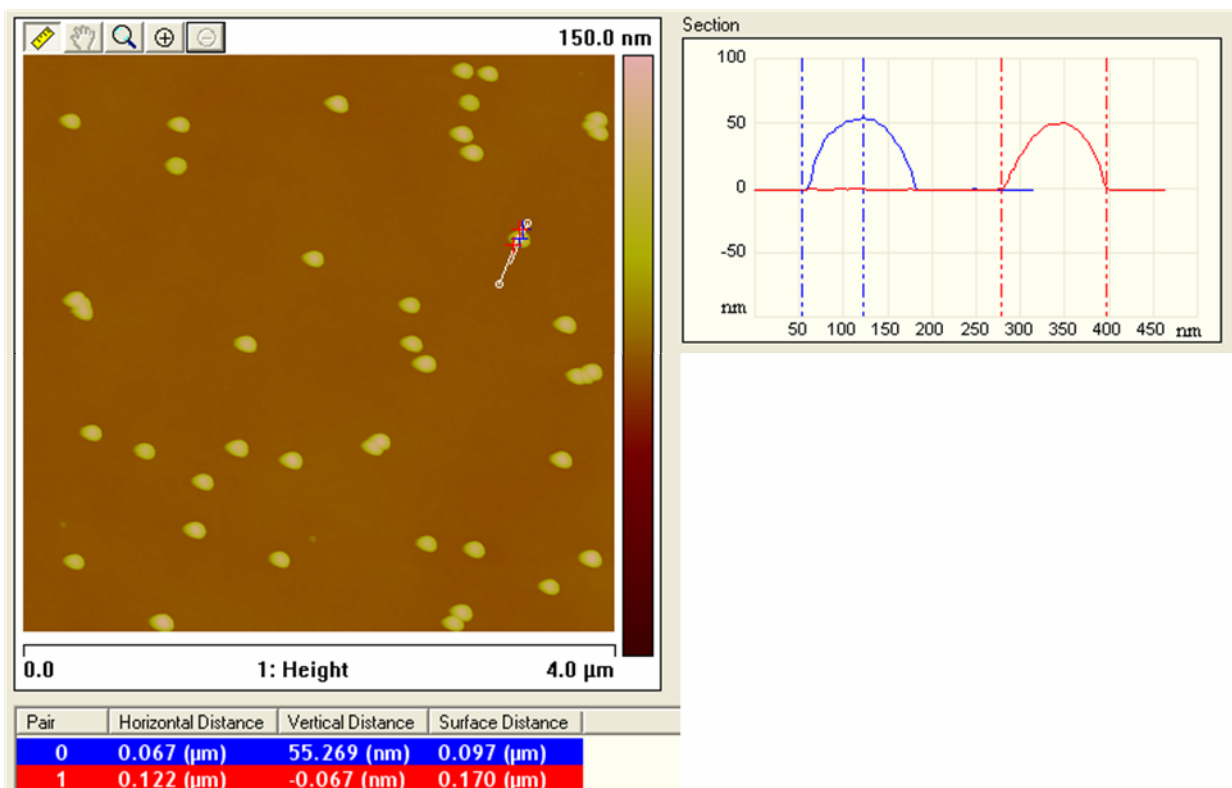 150.0 nm
0.0 1: Height 4.0 µm
Section
100
50
0
-50
nm
50 100 150 200 250 300 350 400 450 nm
Pair Horizontal Distance Vertical Distance Surface Distance
0 0.067 (µm) 55.269 (nm) 0.097 (µm)
1 0.122 (µm) -0.067 (nm) 0.170 (µm)